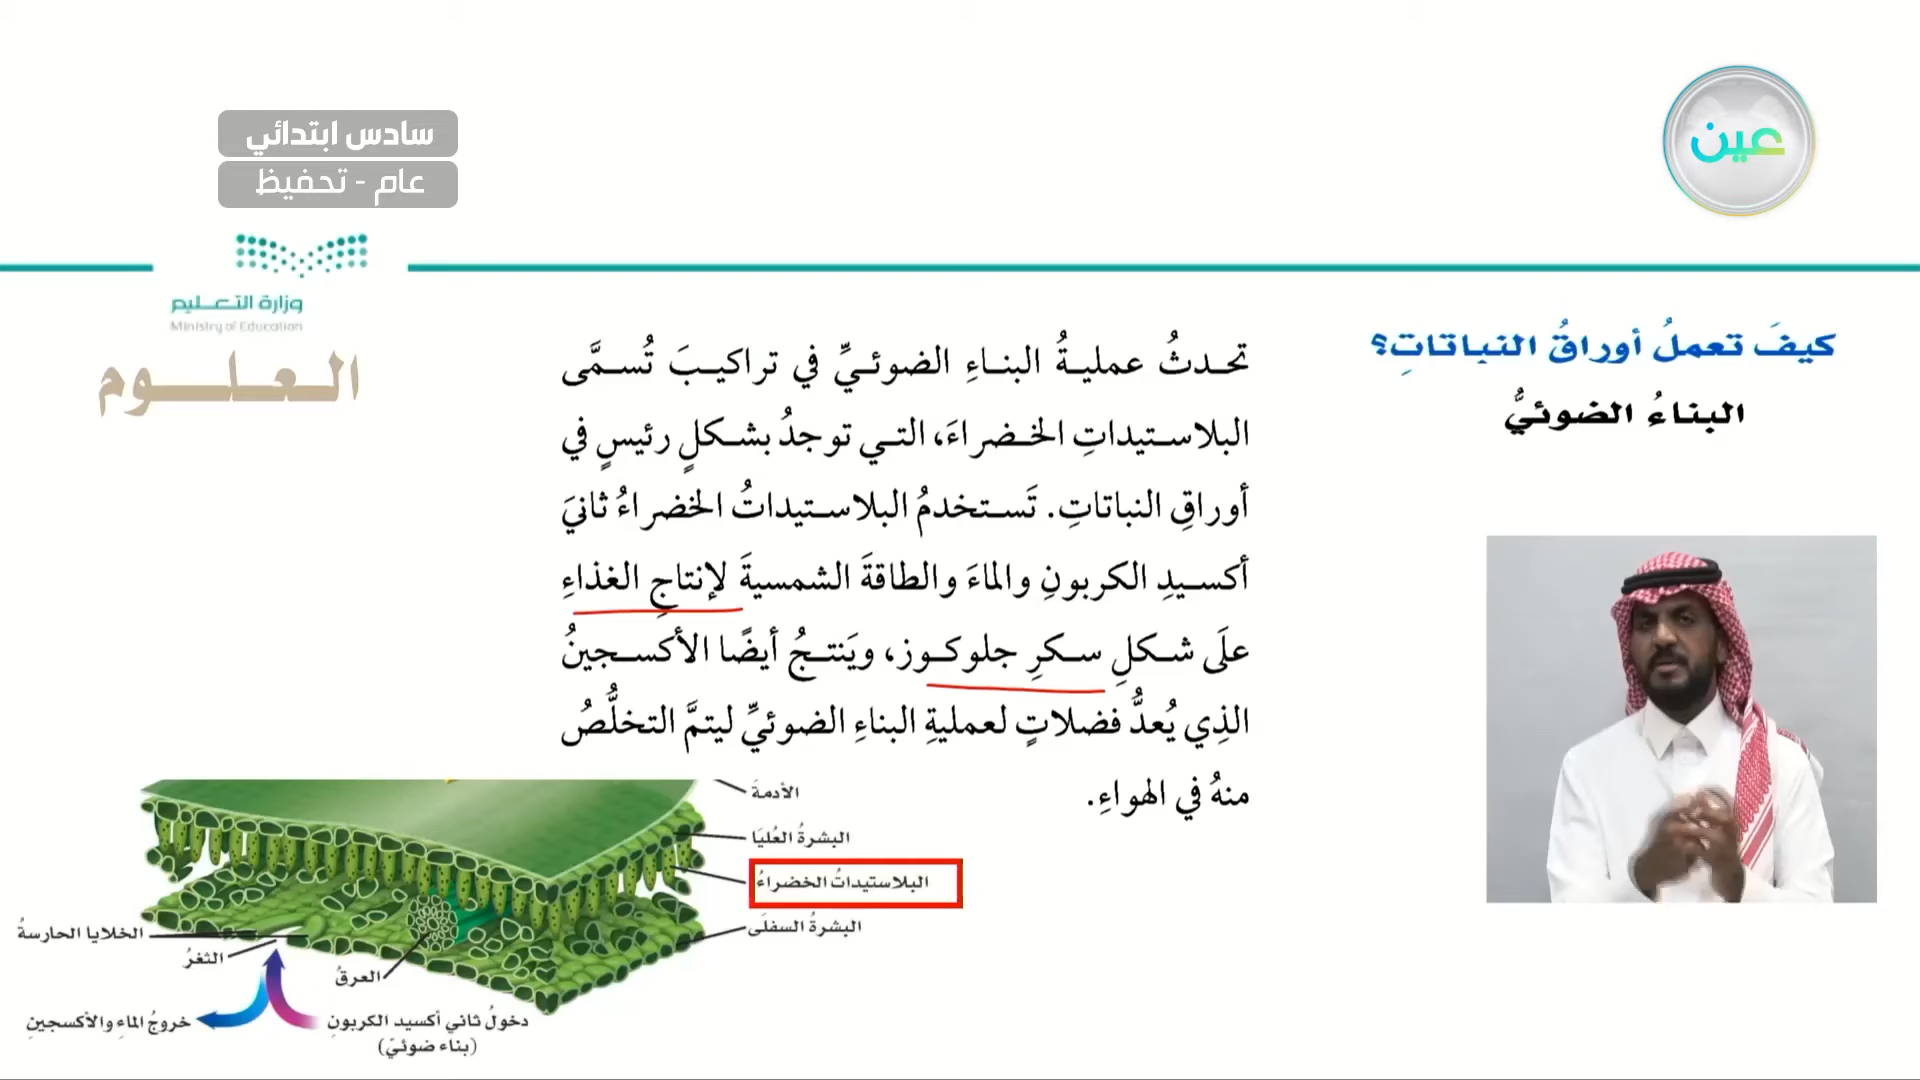 عين
سادس ابتدائي
عام - تحفيظ
وزارة التعليم
Ministry of Education
العلوم
كيفَ تعملُ أوراقُ النباتاتِ؟
البناءُ الضوئيُّ
تحدثُ عمليةُ البناءِ الضوئيِّ في تراكيبَ تُسمَّى
البلاستيداتِ الخضراءَ، التي توجدُ بشكلٍ رئيسٍ في
أوراقِ النباتاتِ. تَستخدمُ البلاستيداتُ الخضراءُ ثانيَ
أكسيدِ الكربونِ والماءَ والطاقةَ الشمسيةَ لإنتاجِ الغذاءِ
علَى شكلِ سكرِ جلوكوز، ويَنتجُ أيضًا الأكسجينُ
الذِي يُعدُّ فضلاتٍ لعمليةِ البناءِ الضوئيِّ ليتمَّ التخلُّصُ
منهُ في الهواءِ.
الأدمةَ
البشرةُ العُليَا
البلاستيداتُ الخضراءُ
البشرةُ السفلَى
الخلايا الحارسةُ
الثغرُ
العرقُ
خروجُ الماءِ والأكسجينِ
دخولُ ثاني أكسيد الكربونِ
(بناء ضوئيّ)